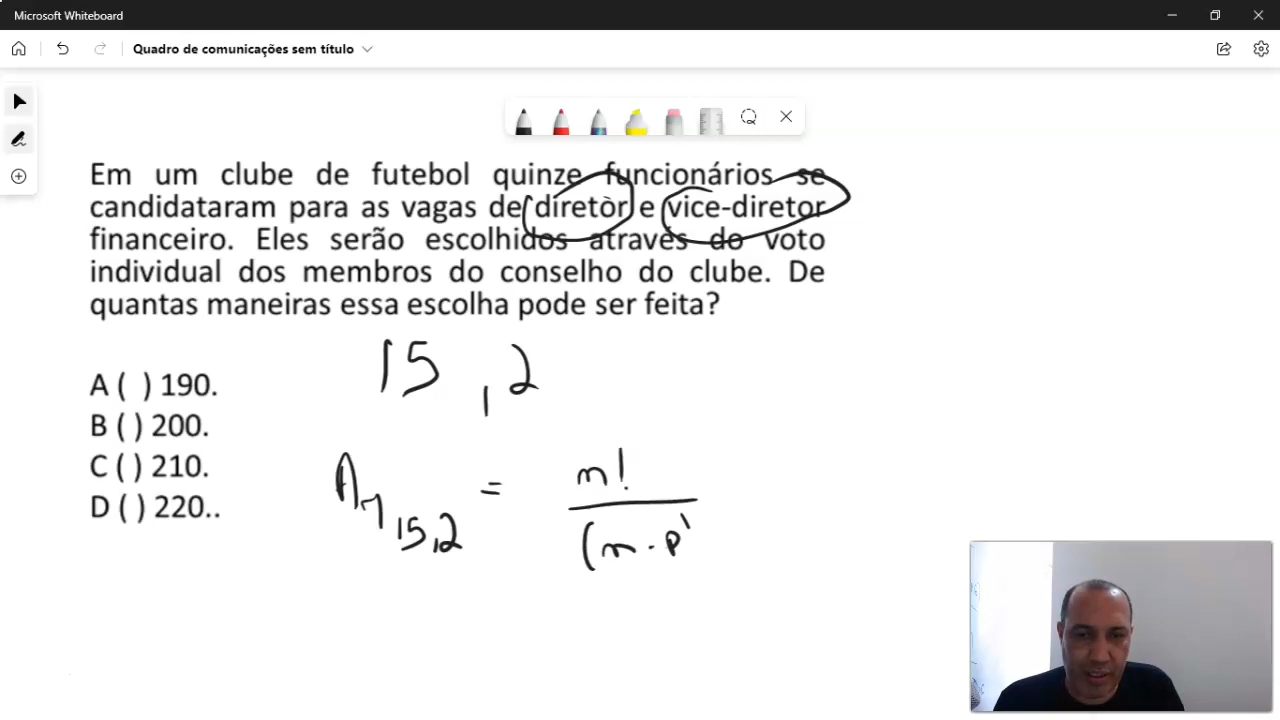 Microsoft Whiteboard
Quadro de comunicações sem título
Em um clube de futebol quinze funcionários se
candidataram para as vagas de diretor e vice-diretor
financeiro. Eles serão escolhidos através do voto
individual dos membros do conselho do clube. De
quantas maneiras essa escolha pode ser feita?
15 , 2
A ( ) 190.
B ( ) 200.
C ( ) 210.
D ( ) 220..
A 15,2 = m!
(m - p